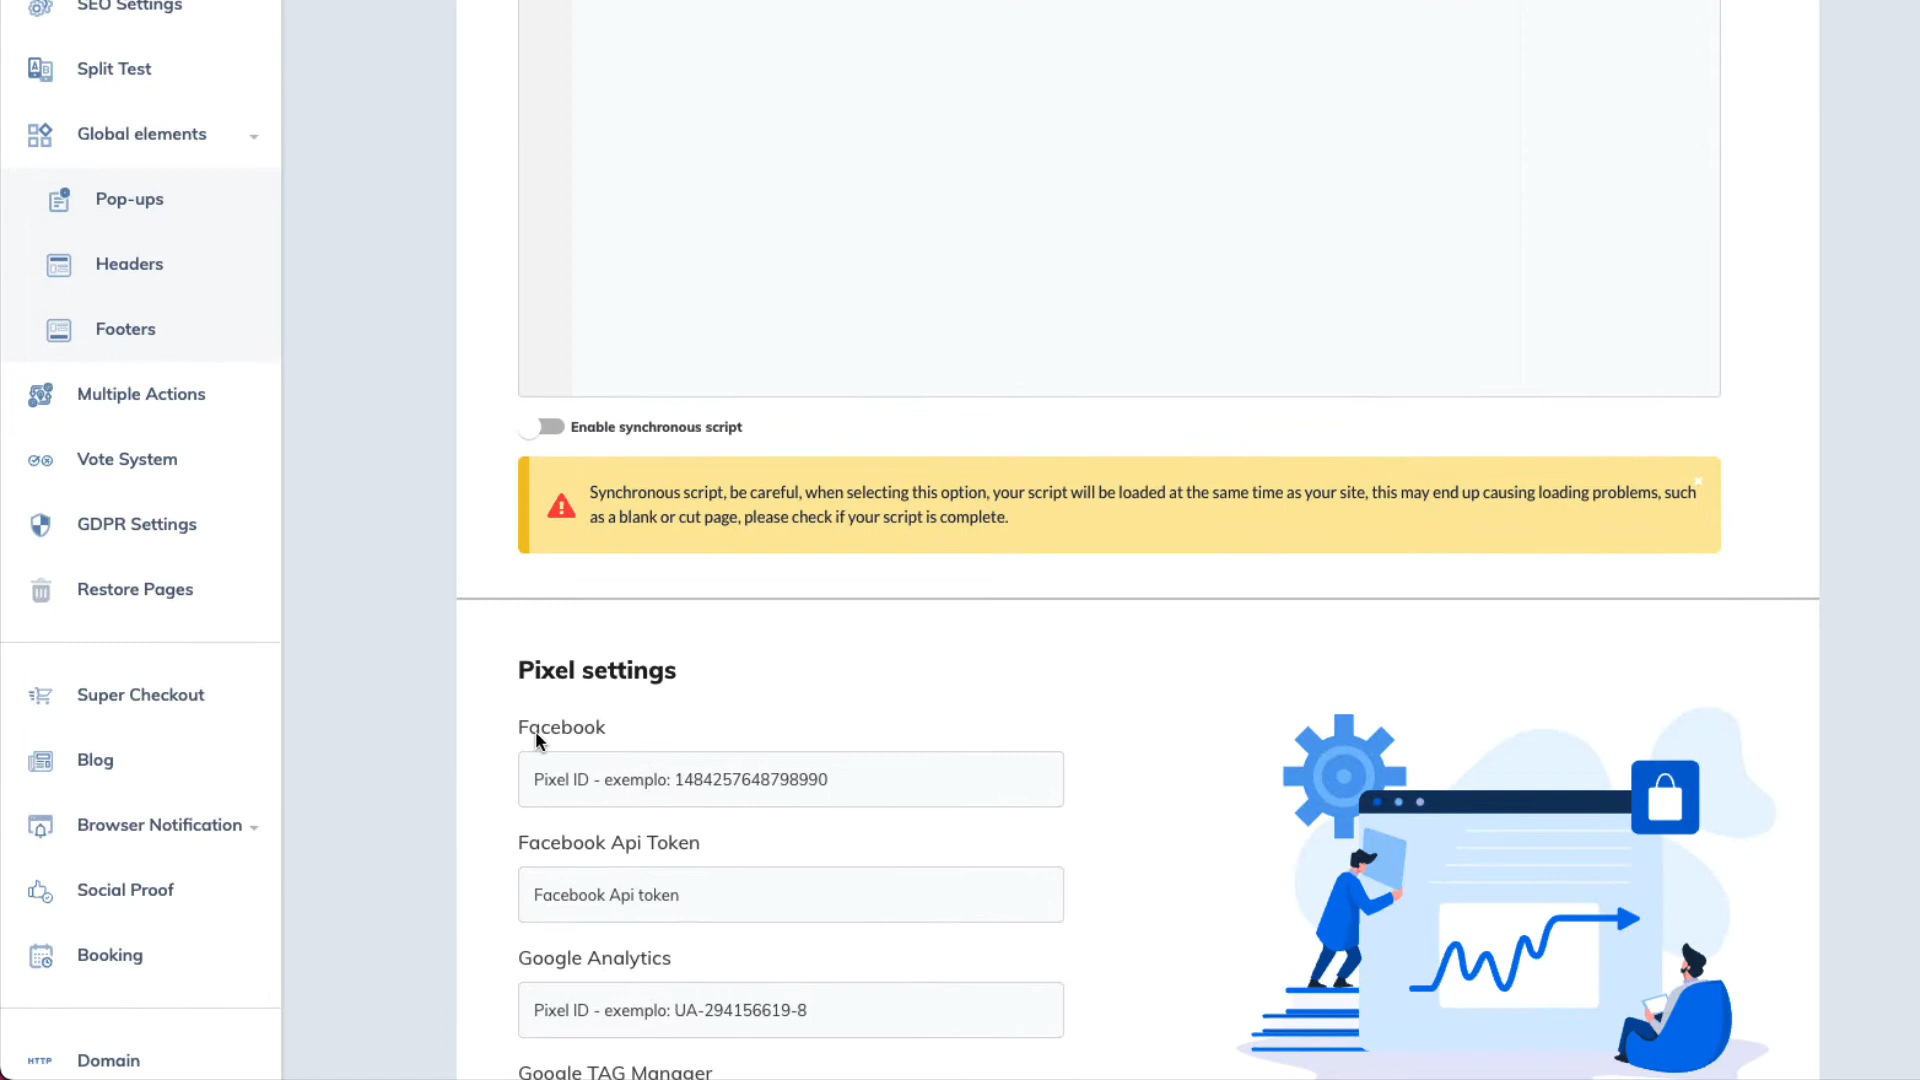 SEO Settings
Split Test
Global elements
Pop-ups
Headers
Footers
Multiple Actions
Vote System
GDPR Settings
Restore Pages
Super Checkout
Blog
Browser Notification
Social Proof
Booking
HTTP Domain
Enable synchronous script
Synchronous script, be careful, when selecting this option, your script will be loaded at the same time as your site, this may end up causing loading problems, such
as a blank or cut page, please check if your script is complete.
Pixel settings
Facebook
Pixel ID - exemplo: 1484257648798990
Facebook Api Token
Facebook Api token
Google Analytics
Pixel ID - exemplo: UA-294156619-8
Google TAG Manager